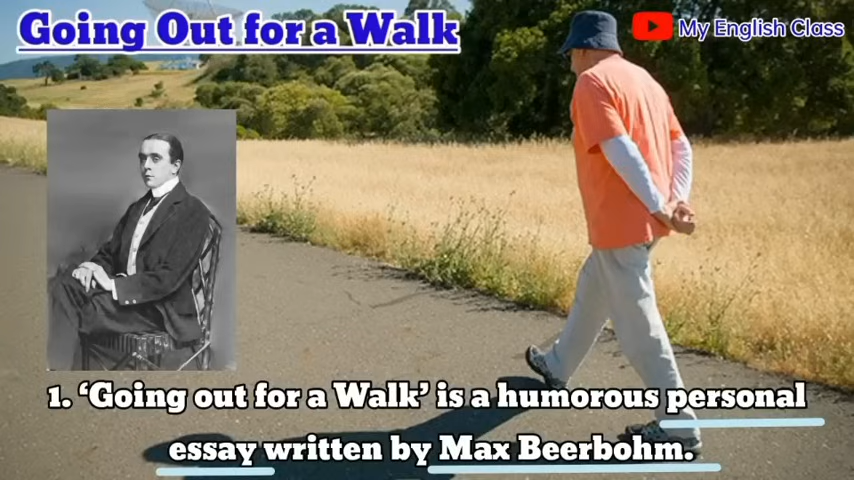 Going Out for a Walk
My English Class
1. ‘Going out for a Walk’ is a humorous personal
essay written by Max Beerbohm.